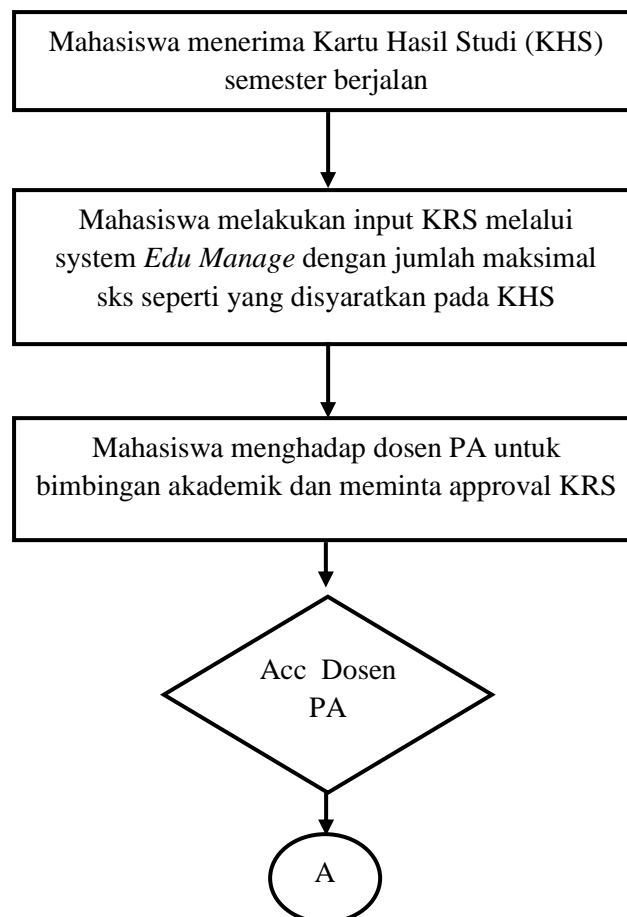 Mahasiswa menerima Kartu Hasil Studi (KHS)
semester berjalan
Mahasiswa melakukan input KRS melalui
system Edu Manage dengan jumlah maksimal
sks seperti yang disyaratkan pada KHS
Mahasiswa menghadap dosen PA untuk
bimbingan akademik dan meminta approval KRS
Acc Dosen
PA
A